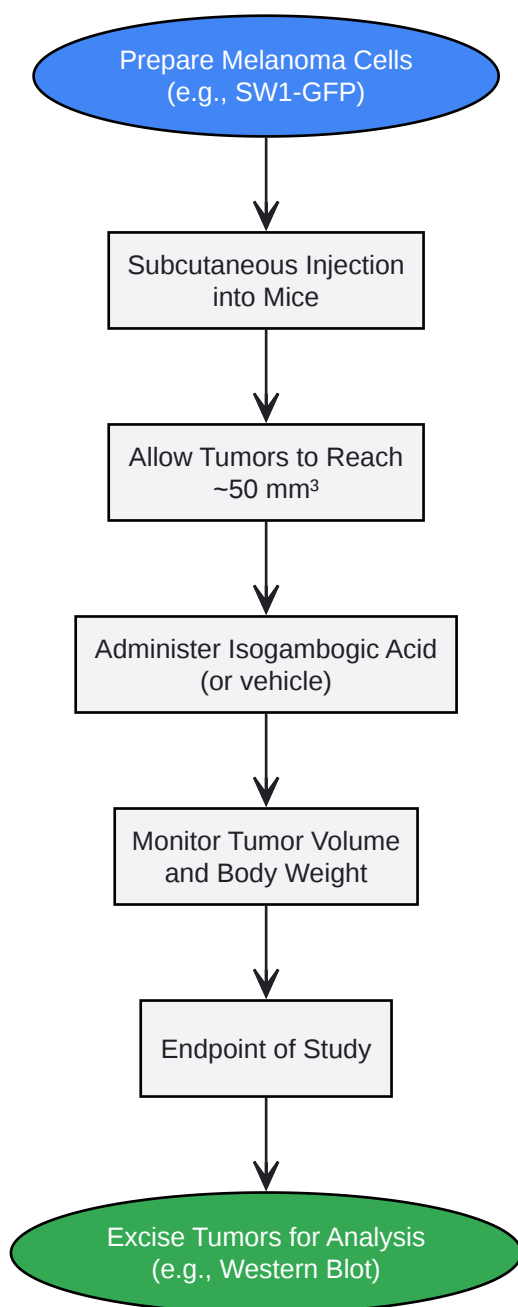 Prepare Melanoma Cells
(e.g., SW1-GFP)
Subcutaneous Injection
into Mice
Allow Tumors to Reach
~50 mm³
Administer Isogambogic Acid
(or vehicle)
Monitor Tumor Volume
and Body Weight
Endpoint of Study
Excise Tumors for Analysis
(e.g., Western Blot)